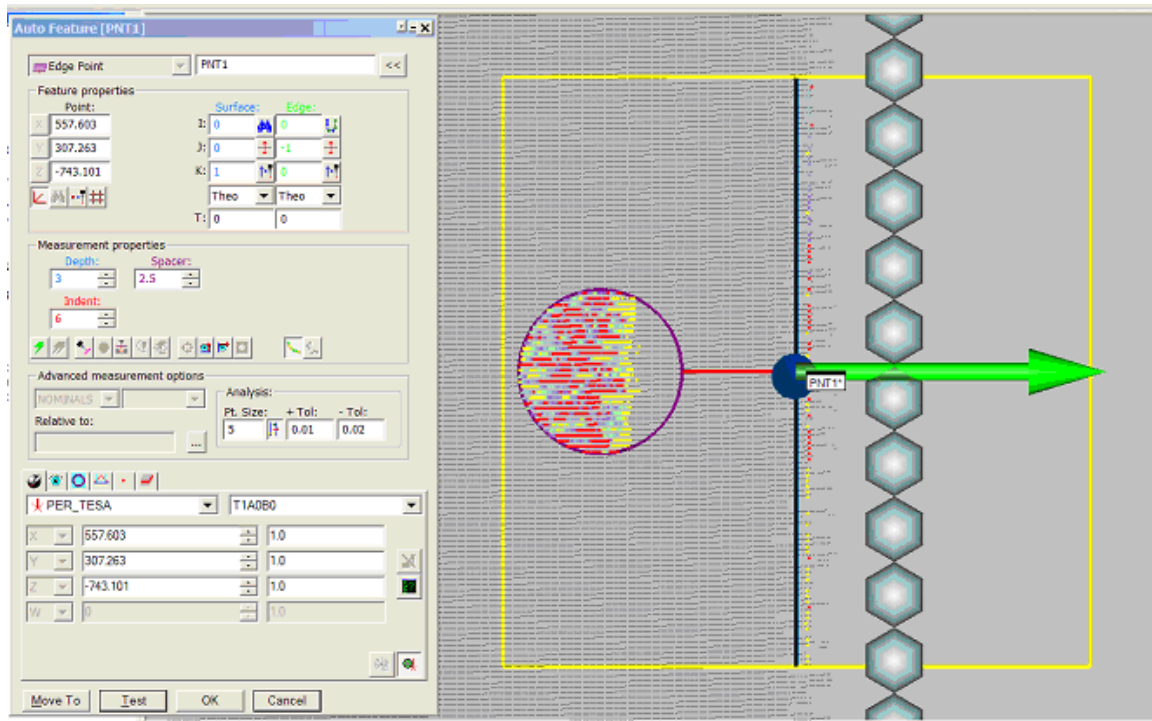 Auto Feature [PNT1]
Edge Point PNT1 <<
Feature properties
Point: Surface: Edge:
X 557.603 I: 0 0
Y 307.263 J: 0 -1
Z -743.101 K: 1 0
Theo Theo
T: 0 0
Measurement properties
Depth: Spacer:
3 2.5
Indent:
6
Advanced measurement options
NOMINALS Analysis:
Pt. Size: + Tol: - Tol:
Relative to: 5 0.01 0.02
...
PER_TESA T1A0B0
X 557.603 1.0
Y 307.263 1.0
Z -743.101 1.0
W 0 1.0
Move To Test OK Cancel
PNT1*